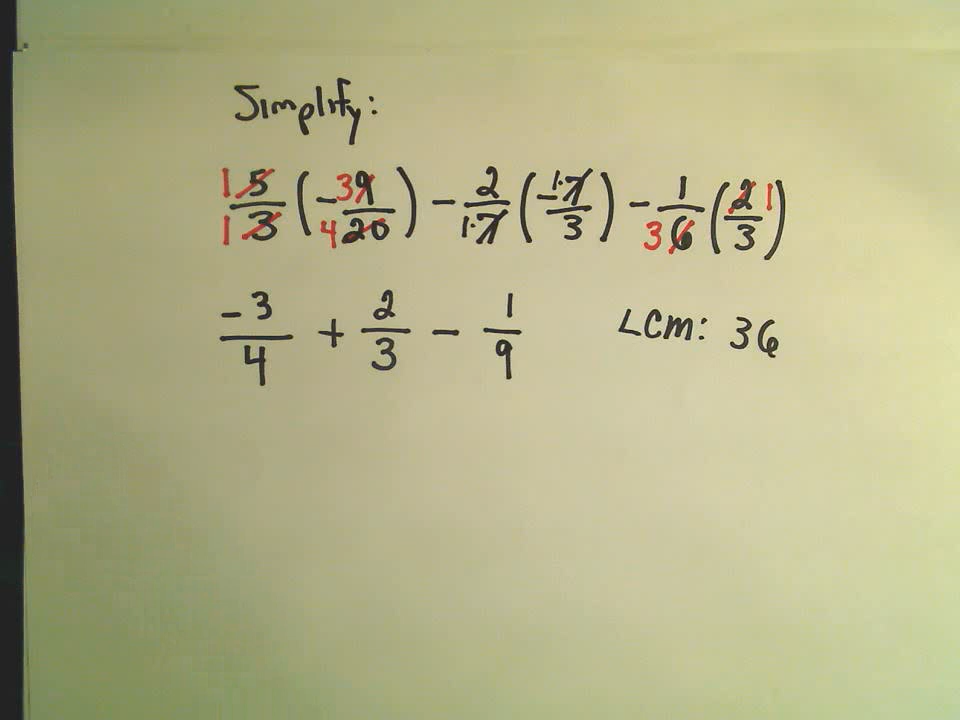 Simplify:
1 5/1 3 (-3 9/4 20) - 2/1·7 (-1·7/3) - 1/3 6 (2 1/3)
-3/4 + 2/3 - 1/9 LCM: 36